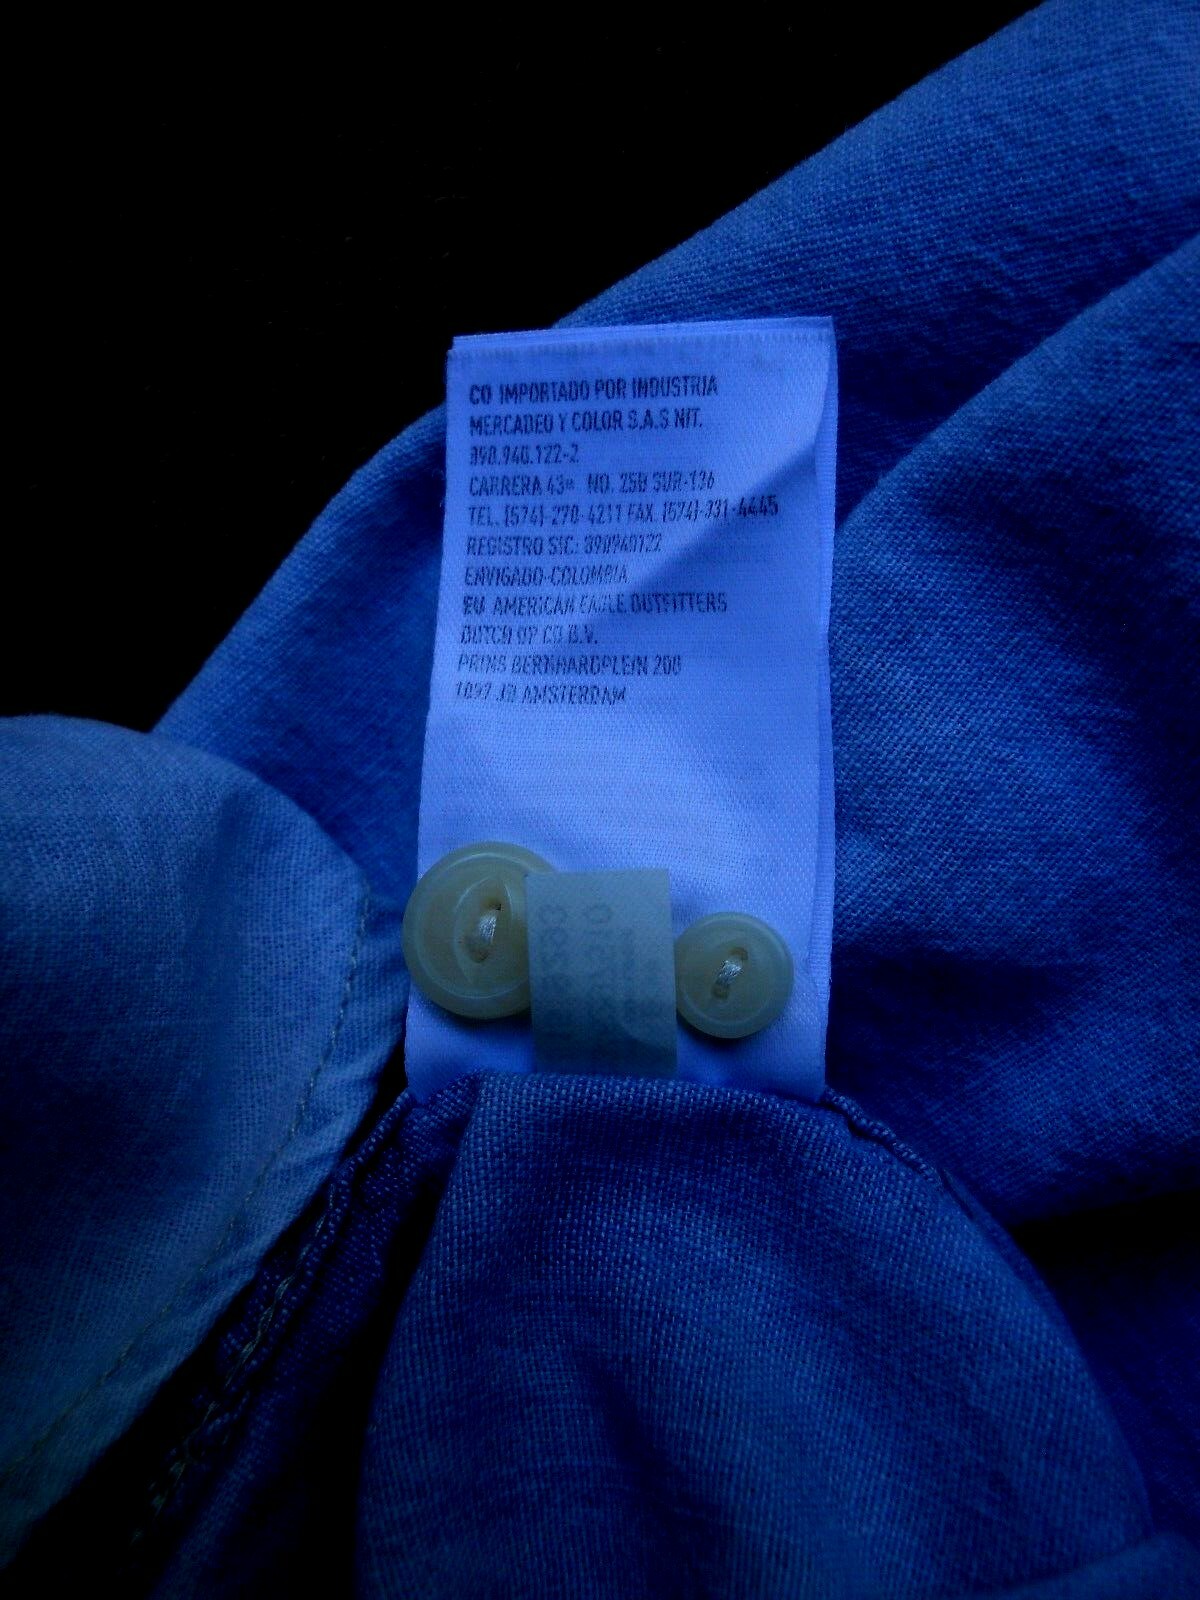 CO IMPORTADO POR INDUSTRIA
MERCADEO Y COLOR S.A.S NIT.
890.940.122-2
CARRERA 43ª NO. 25B SUR-136
TEL. (574)-270-4211 FAX. (574)-331-4445
REGISTRO SIC: 890940122
ENVIGADO-COLOMBIA
EU AMERICAN EAGLE OUTFITTERS
DUTCH OP CO B.V.
PRINS BERNHARDPLEIN 200
1097 JB AMSTERDAM